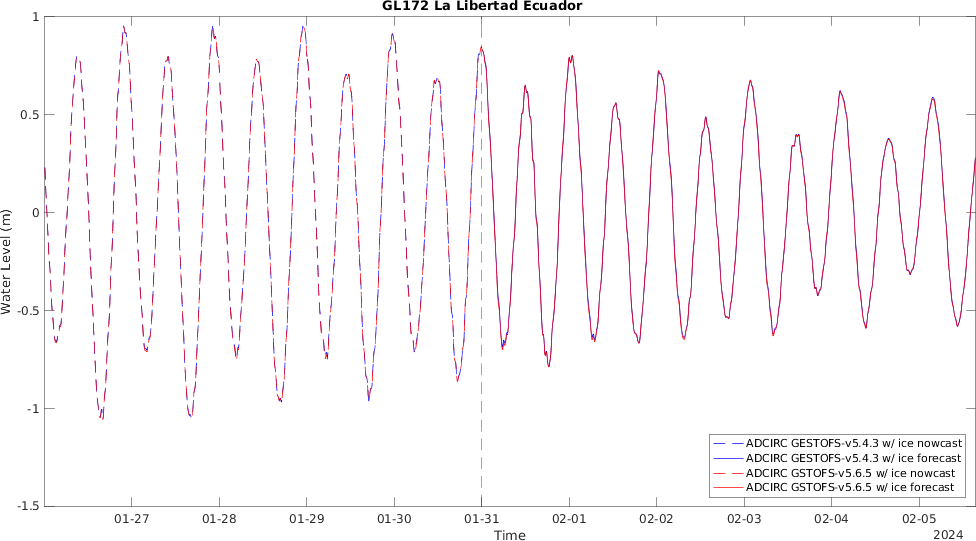 GL172 La Libertad Ecuador
1
0.5
0
-0.5
-1
-1.5
Water Level (m)
ADCIRC GESTOFS-v5.4.3 w/ ice nowcast
ADCIRC GESTOFS-v5.4.3 w/ ice forecast
ADCIRC GSTOFS-v5.6.5 w/ ice nowcast
ADCIRC GSTOFS-v5.6.5 w/ ice forecast
01-27 01-28 01-29 01-30 01-31 02-01 02-02 02-03 02-04 02-05
Time
2024